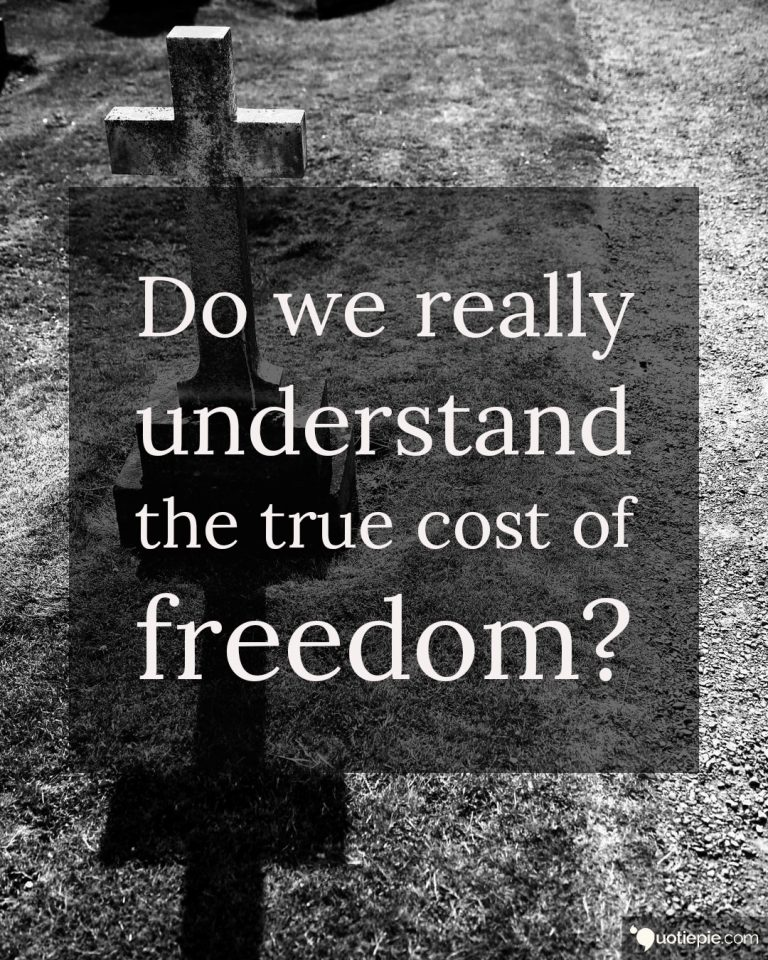 Do we really
understand
the true cost of
freedom?
Quotiepie.com